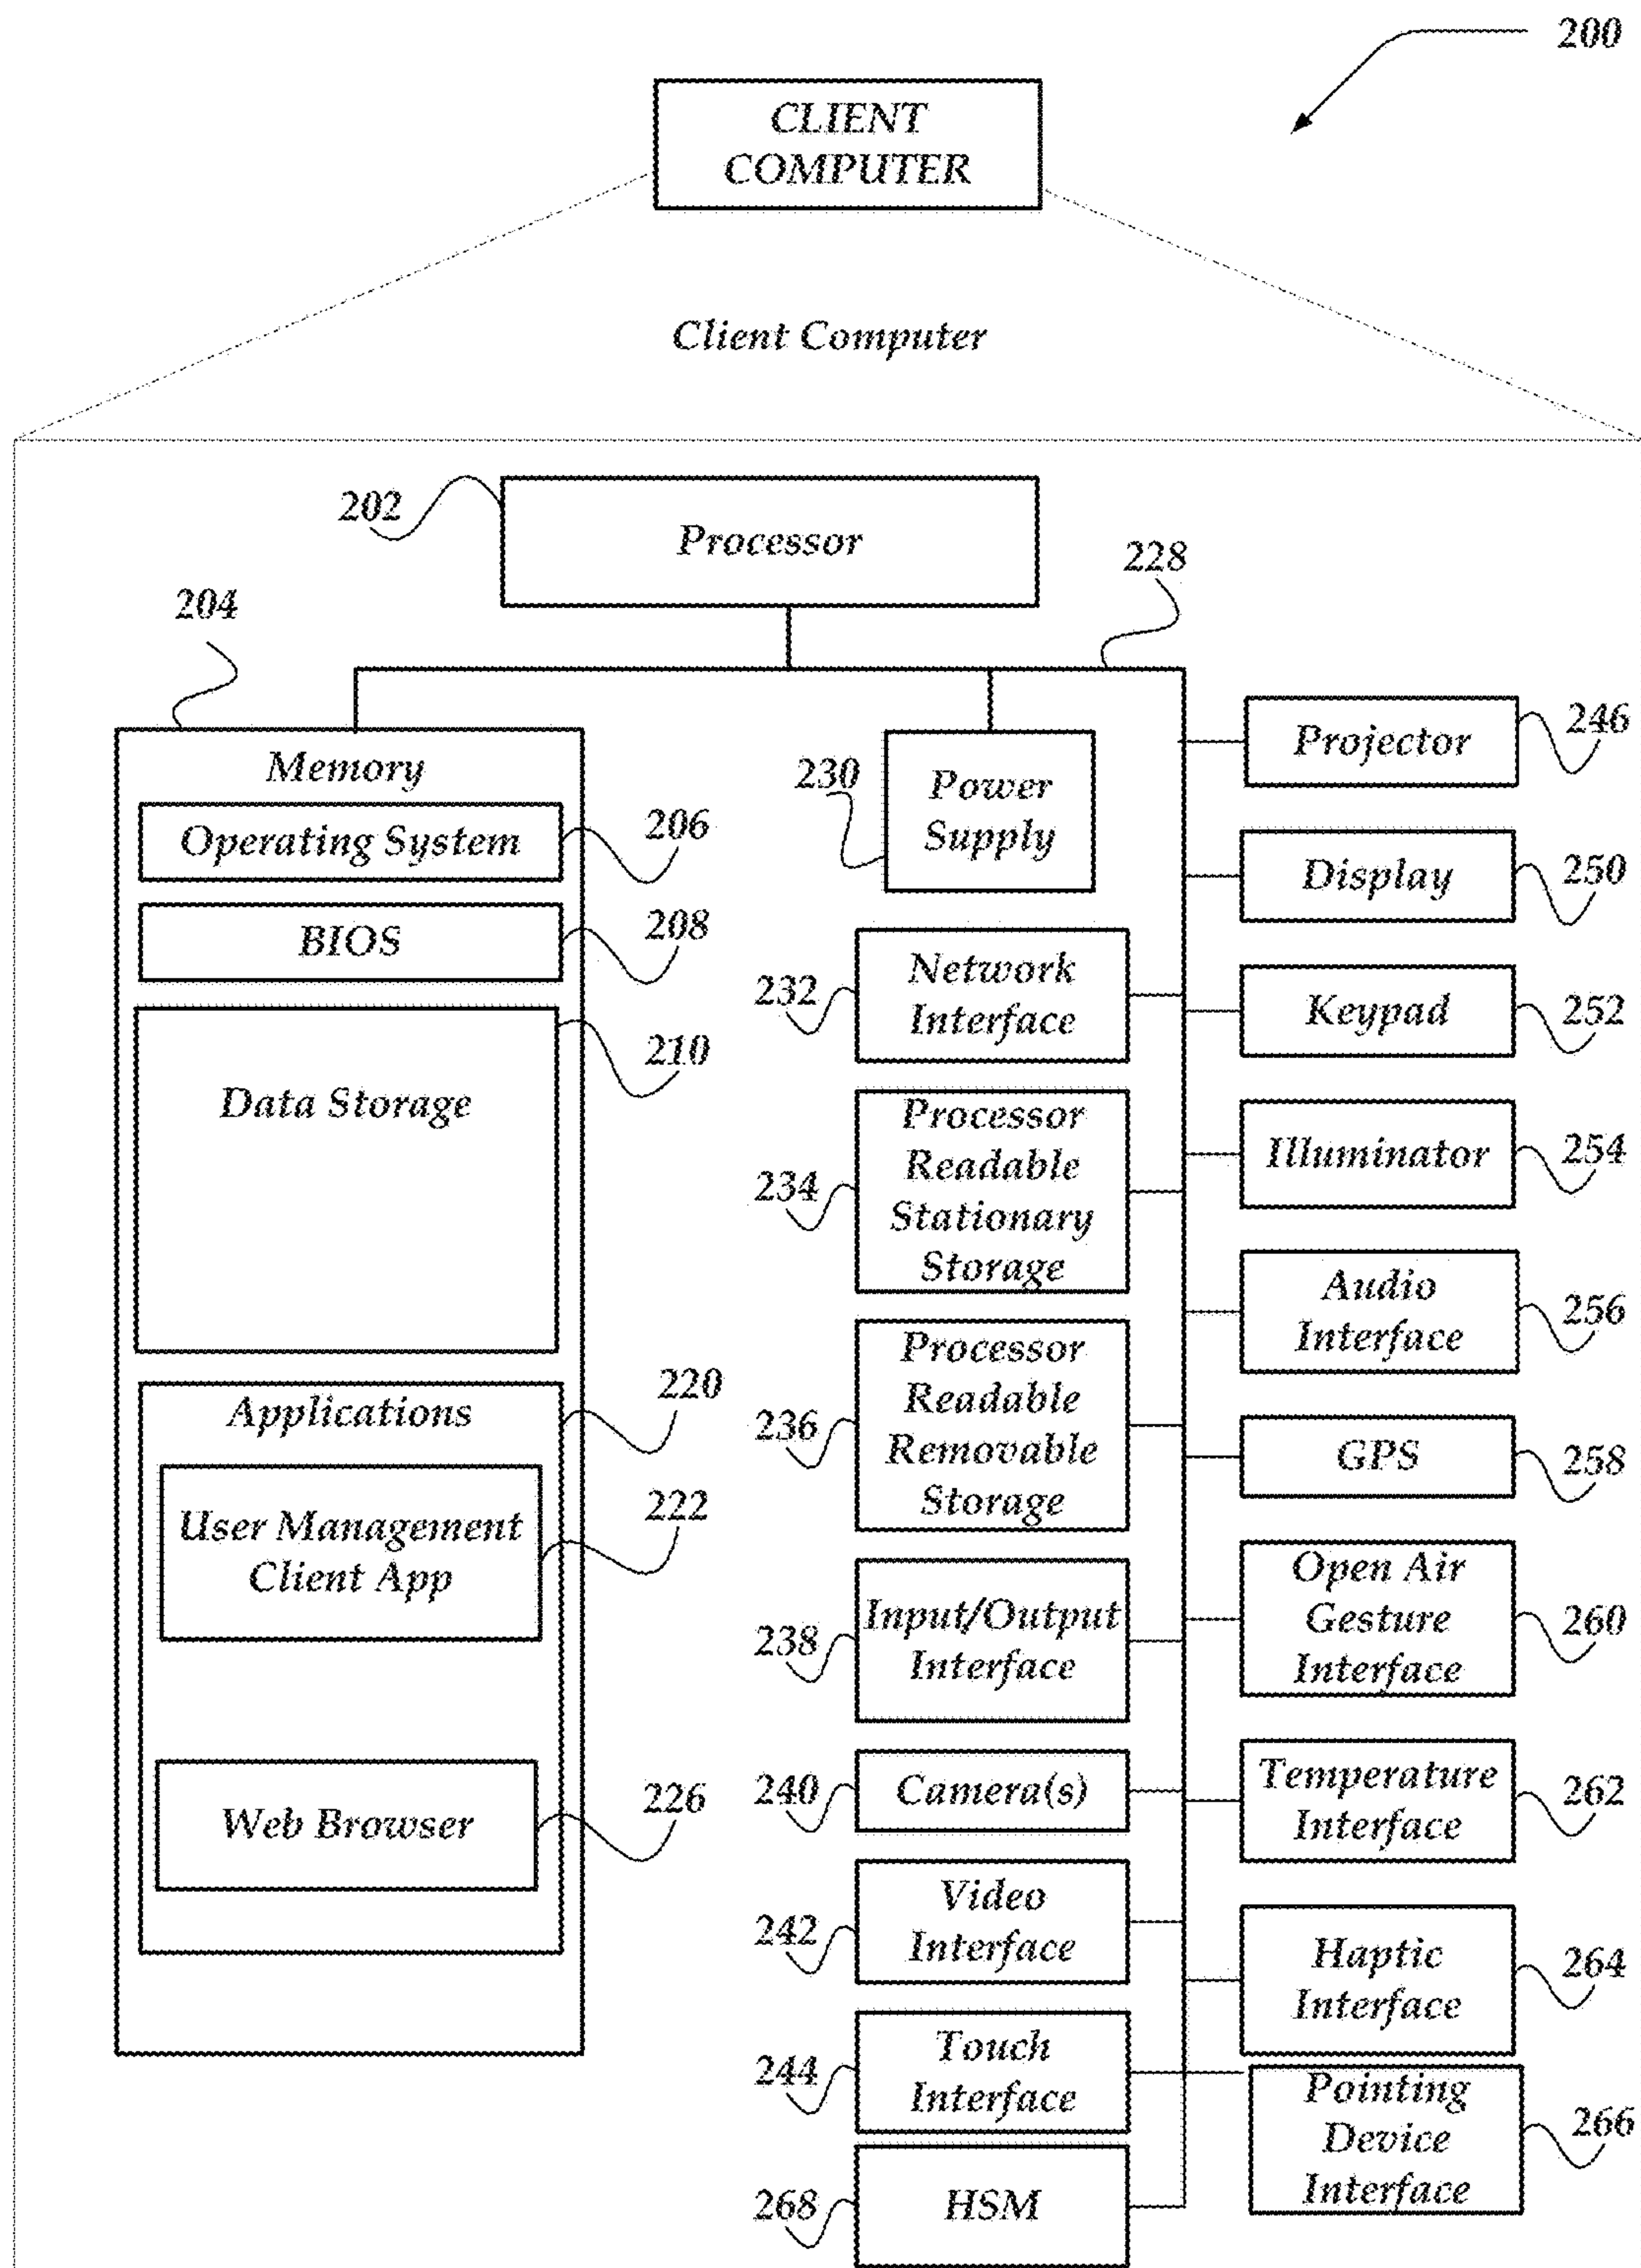 200
CLIENT
COMPUTER
Client Computer
202
Processor
228
204
Memory
Operating System
206
BIOS
208
Data Storage
210
Applications
220
User Management
Client App
222
Web Browser
226
230
Power
Supply
232
Network
Interface
234
Processor
Readable
Stationary
Storage
236
Processor
Readable
Removable
Storage
238
Input/Output
Interface
240
Camera(s)
242
Video
Interface
244
Touch
Interface
268
HSM
Projector
246
Display
250
Keypad
252
Illuminator
254
Audio
Interface
256
GPS
258
Open Air
Gesture
Interface
260
Temperature
Interface
262
Haptic
Interface
264
Pointing
Device
Interface
266